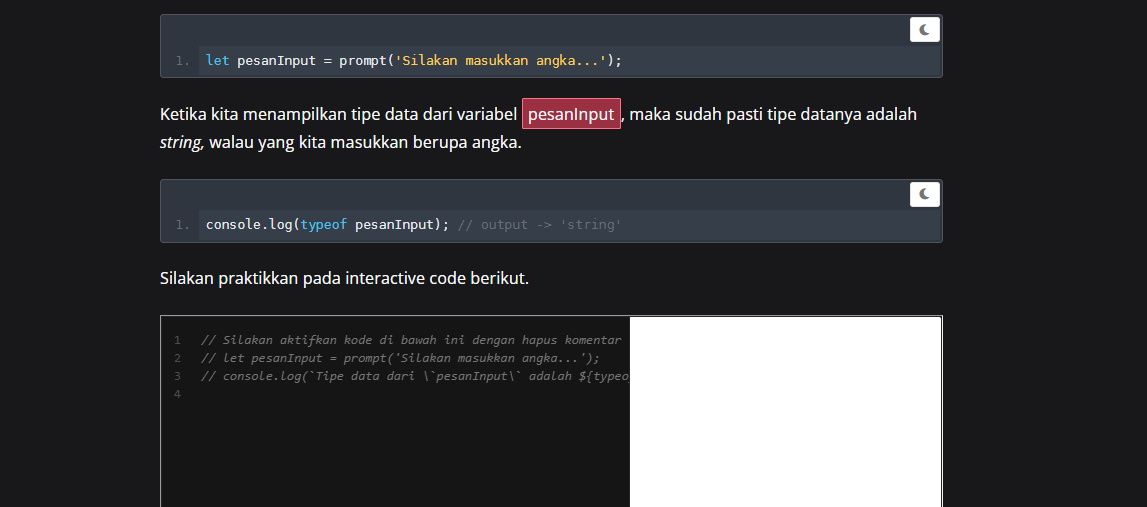 1. let pesanInput = prompt('Silakan masukkan angka...');
Ketika kita menampilkan tipe data dari variabel pesanInput, maka sudah pasti tipe datanya adalah
string, walau yang kita masukkan berupa angka.
1. console.log(typeof pesanInput); // output -> 'string'
Silakan praktikkan pada interactive code berikut.
1 // Silakan aktifkan kode di bawah ini dengan hapus komentar
2 // let pesanInput = prompt('Silakan masukkan angka...');
3 // console.log(`Tipe data dari \`pesanInput\` adalah ${typeo
4